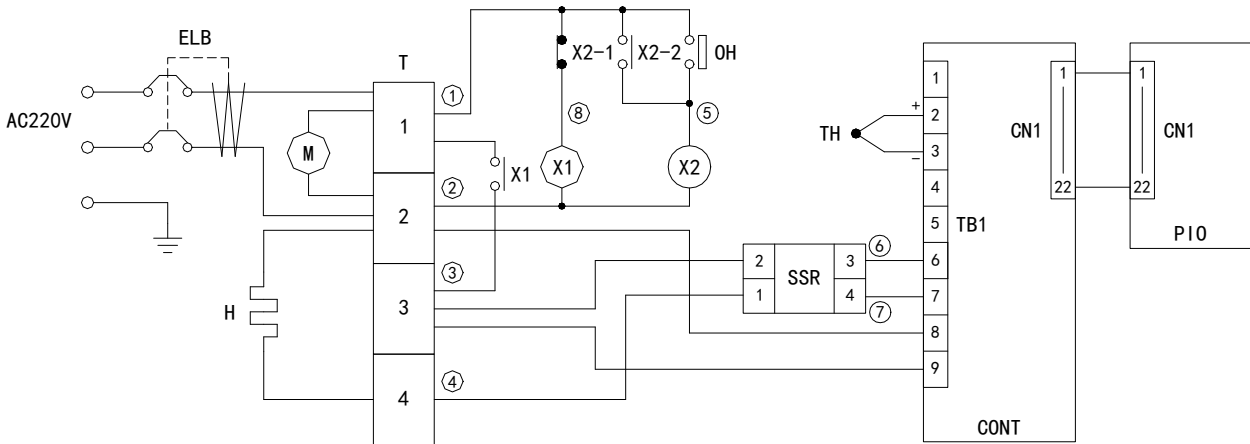 ELB
AC220V
M
H
T
1
2
3
4
①
②
③
④
X1
X2-1
X2-2
OH
⑧
⑤
X1
X2
2
1
SSR
3
4
⑥
⑦
TH
+
−
1
2
3
4
5
6
7
8
9
TB1
CONT
CN1
1
22
1
22
CN1
PIO